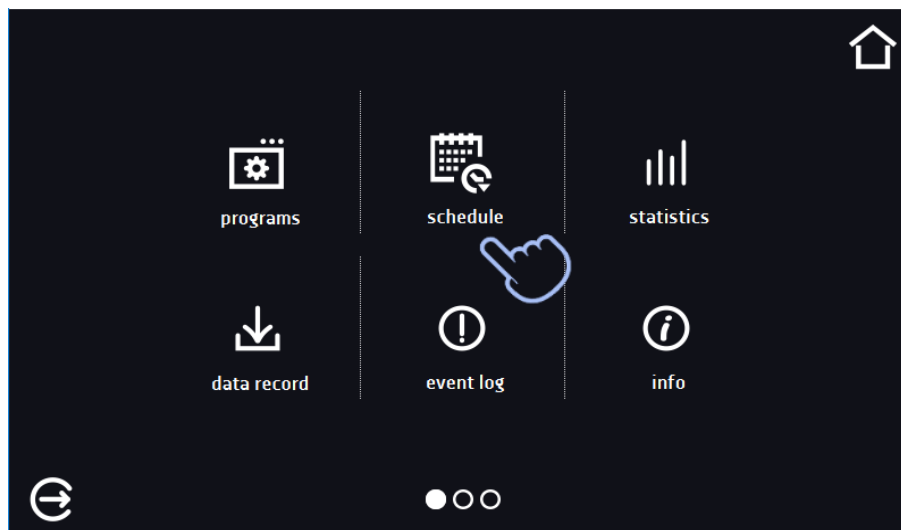 programs
schedule
statistics
data record
event log
info